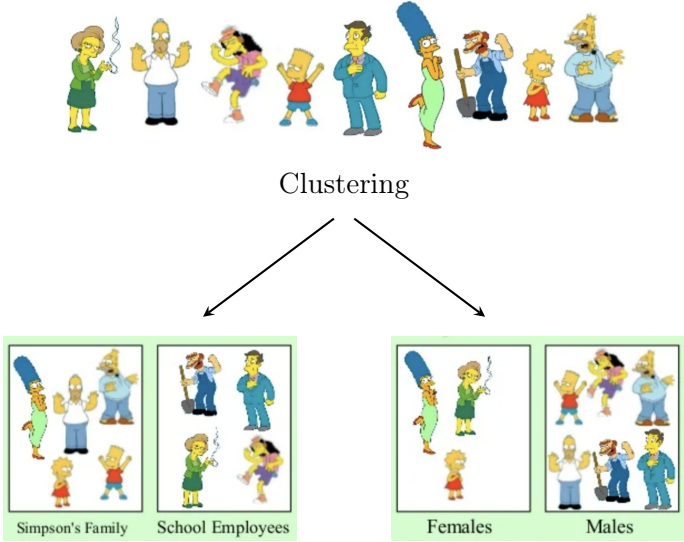 Clustering
Simpson's Family
School Employees
Females
Males